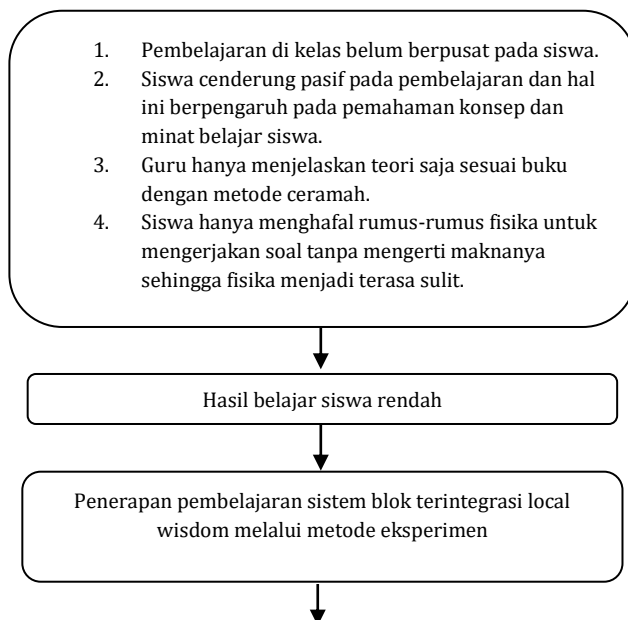 1. Pembelajaran di kelas belum berpusat pada siswa.
2. Siswa cenderung pasif pada pembelajaran dan hal
ini berpengaruh pada pemahaman konsep dan
minat belajar siswa.
3. Guru hanya menjelaskan teori saja sesuai buku
dengan metode ceramah.
4. Siswa hanya menghafal rumus-rumus fisika untuk
mengerjakan soal tanpa mengerti maknanya
sehingga fisika menjadi terasa sulit.
Hasil belajar siswa rendah
Penerapan pembelajaran sistem blok terintegrasi local
wisdom melalui metode eksperimen